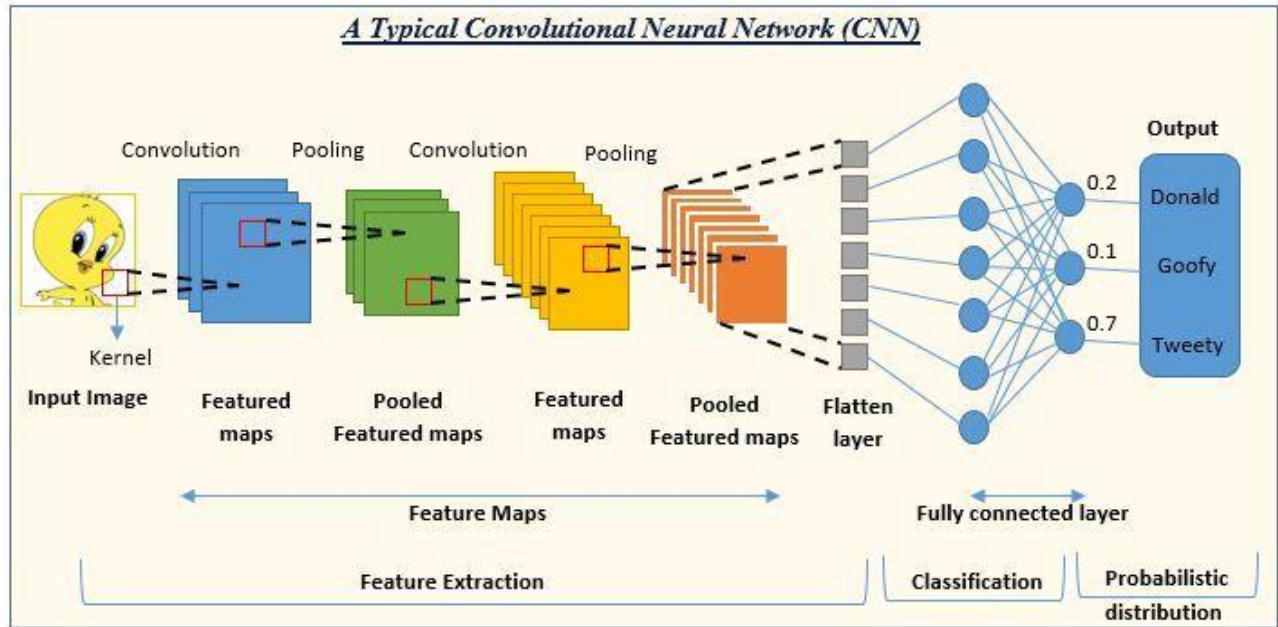 A Typical Convolutional Neural Network (CNN)
Convolution
Pooling
Convolution
Pooling
Output
0.2
Donald
0.1
Goofy
0.7
Tweety
Kernel
Input Image
Featured
maps
Pooled
Featured maps
Featured
maps
Pooled
Featured maps
Flatten
layer
Feature Maps
Fully connected layer
Feature Extraction
Classification
Probabilistic
distribution